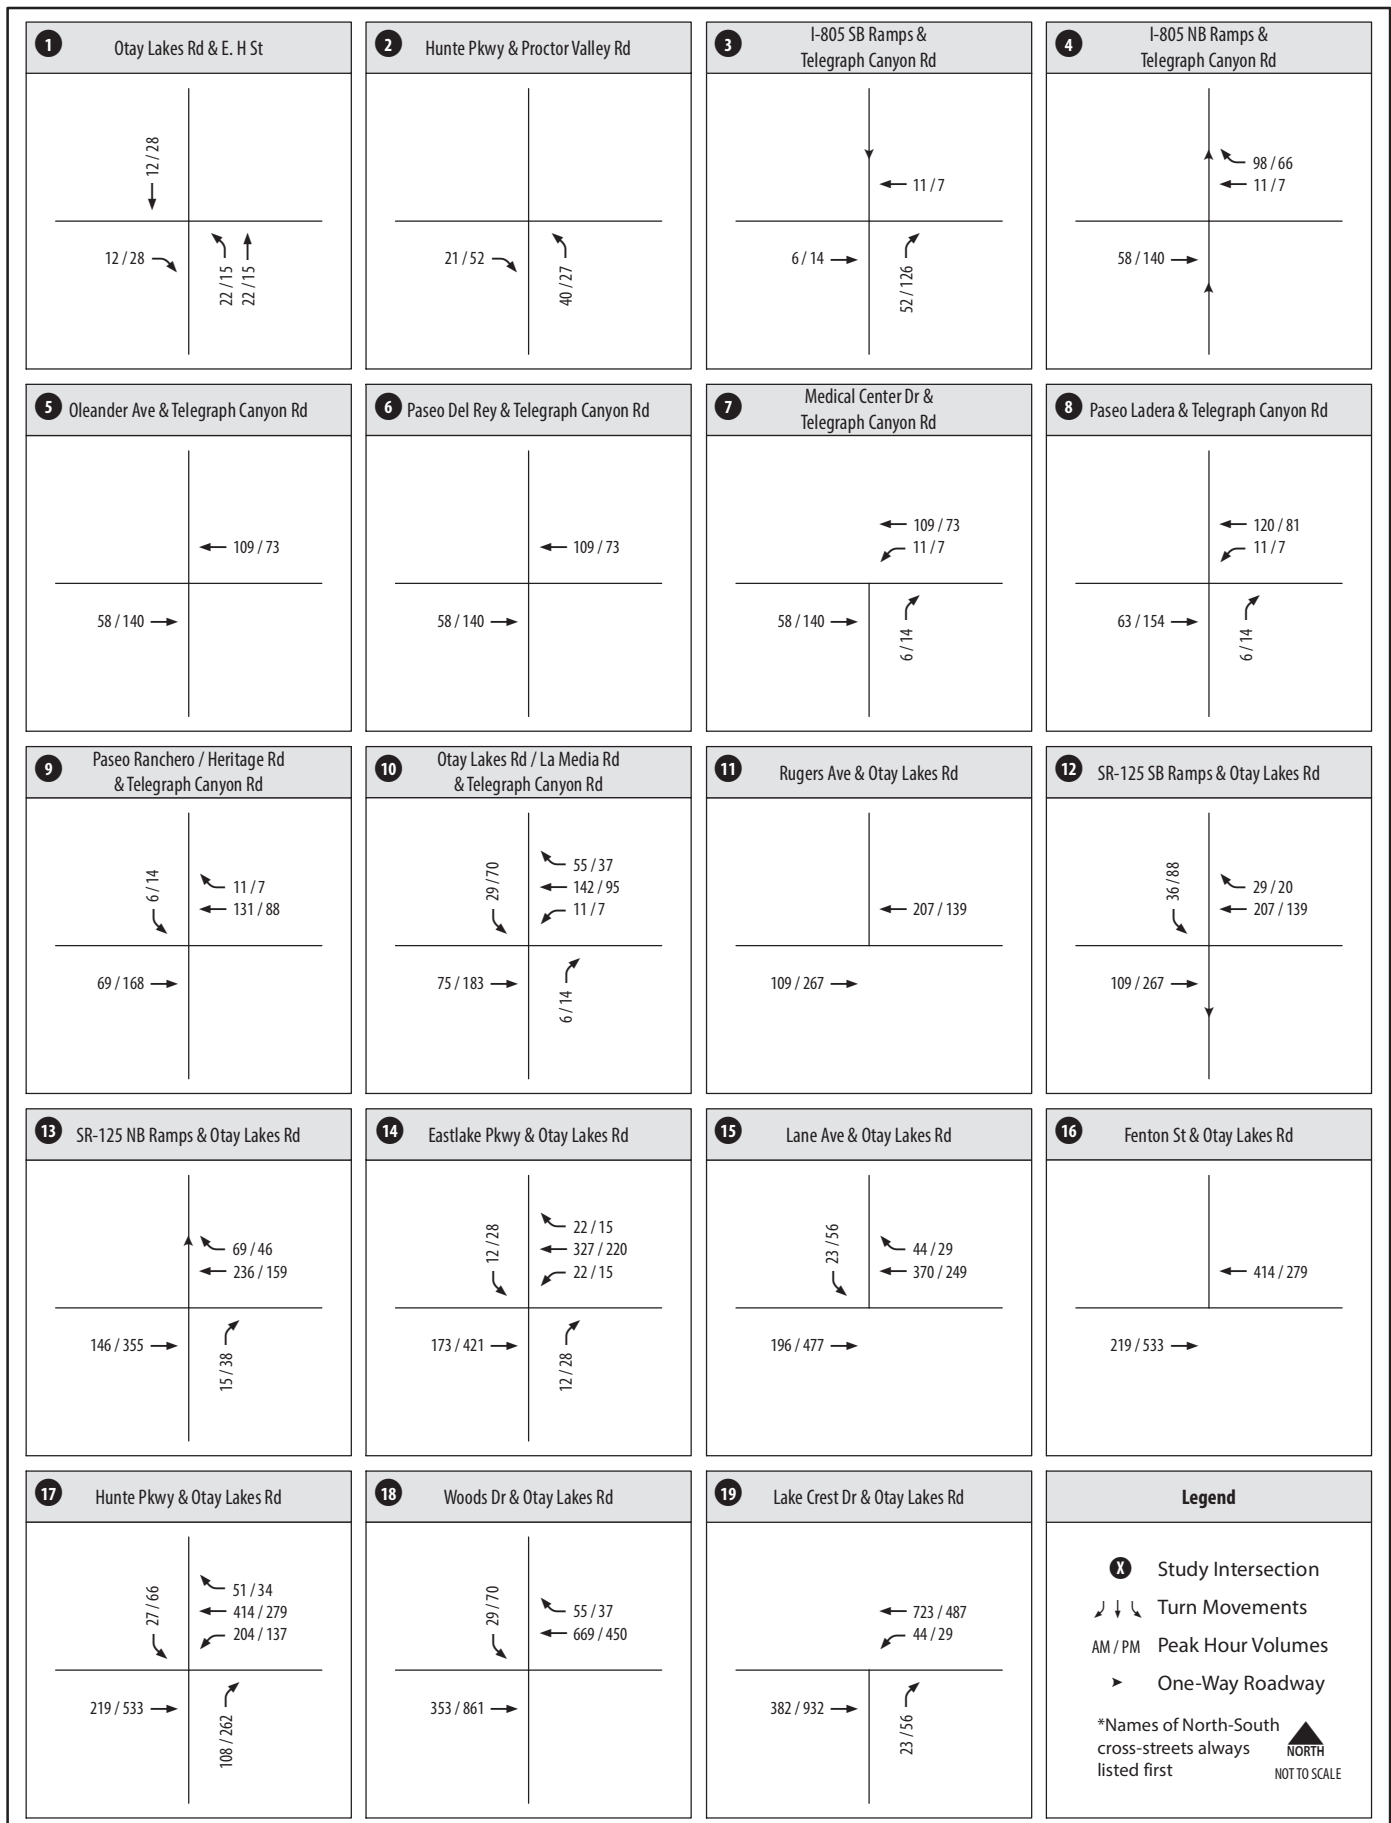 1
Otay Lakes Rd & E. H St
12 / 28
12 / 28
22 / 15
22 / 15
2
Hunte Pkwy & Proctor Valley Rd
21 / 52
40 / 27
3
I-805 SB Ramps &
Telegraph Canyon Rd
11 / 7
6 / 14
52 / 126
4
I-805 NB Ramps &
Telegraph Canyon Rd
98 / 66
11 / 7
58 / 140
5
Oleander Ave & Telegraph Canyon Rd
109 / 73
58 / 140
6
Paseo Del Rey & Telegraph Canyon Rd
109 / 73
58 / 140
7
Medical Center Dr &
Telegraph Canyon Rd
109 / 73
11 / 7
58 / 140
6 / 14
8
Paseo Ladera & Telegraph Canyon Rd
120 / 81
11 / 7
63 / 154
6 / 14
9
Paseo Ranchero / Heritage Rd
& Telegraph Canyon Rd
6 / 14
11 / 7
131 / 88
69 / 168
10
Otay Lakes Rd / La Media Rd
& Telegraph Canyon Rd
29 / 70
55 / 37
142 / 95
11 / 7
75 / 183
6 / 14
11
Rugers Ave & Otay Lakes Rd
207 / 139
109 / 267
12
SR-125 SB Ramps & Otay Lakes Rd
36 / 88
29 / 20
207 / 139
109 / 267
13
SR-125 NB Ramps & Otay Lakes Rd
69 / 46
236 / 159
146 / 355
15 / 38
14
Eastlake Pkwy & Otay Lakes Rd
12 / 28
22 / 15
327 / 220
22 / 15
173 / 421
12 / 28
15
Lane Ave & Otay Lakes Rd
23 / 56
44 / 29
370 / 249
196 / 477
16
Fenton St & Otay Lakes Rd
414 / 279
219 / 533
17
Hunte Pkwy & Otay Lakes Rd
27 / 66
51 / 34
414 / 279
204 / 137
219 / 533
108 / 262
18
Woods Dr & Otay Lakes Rd
29 / 70
55 / 37
669 / 450
353 / 861
19
Lake Crest Dr & Otay Lakes Rd
723 / 487
44 / 29
382 / 932
23 / 56
Legend
X Study Intersection
Turn Movements
AM / PM Peak Hour Volumes
One-Way Roadway
*Names of North-South
cross-streets always
listed first
NORTH
NOT TO SCALE